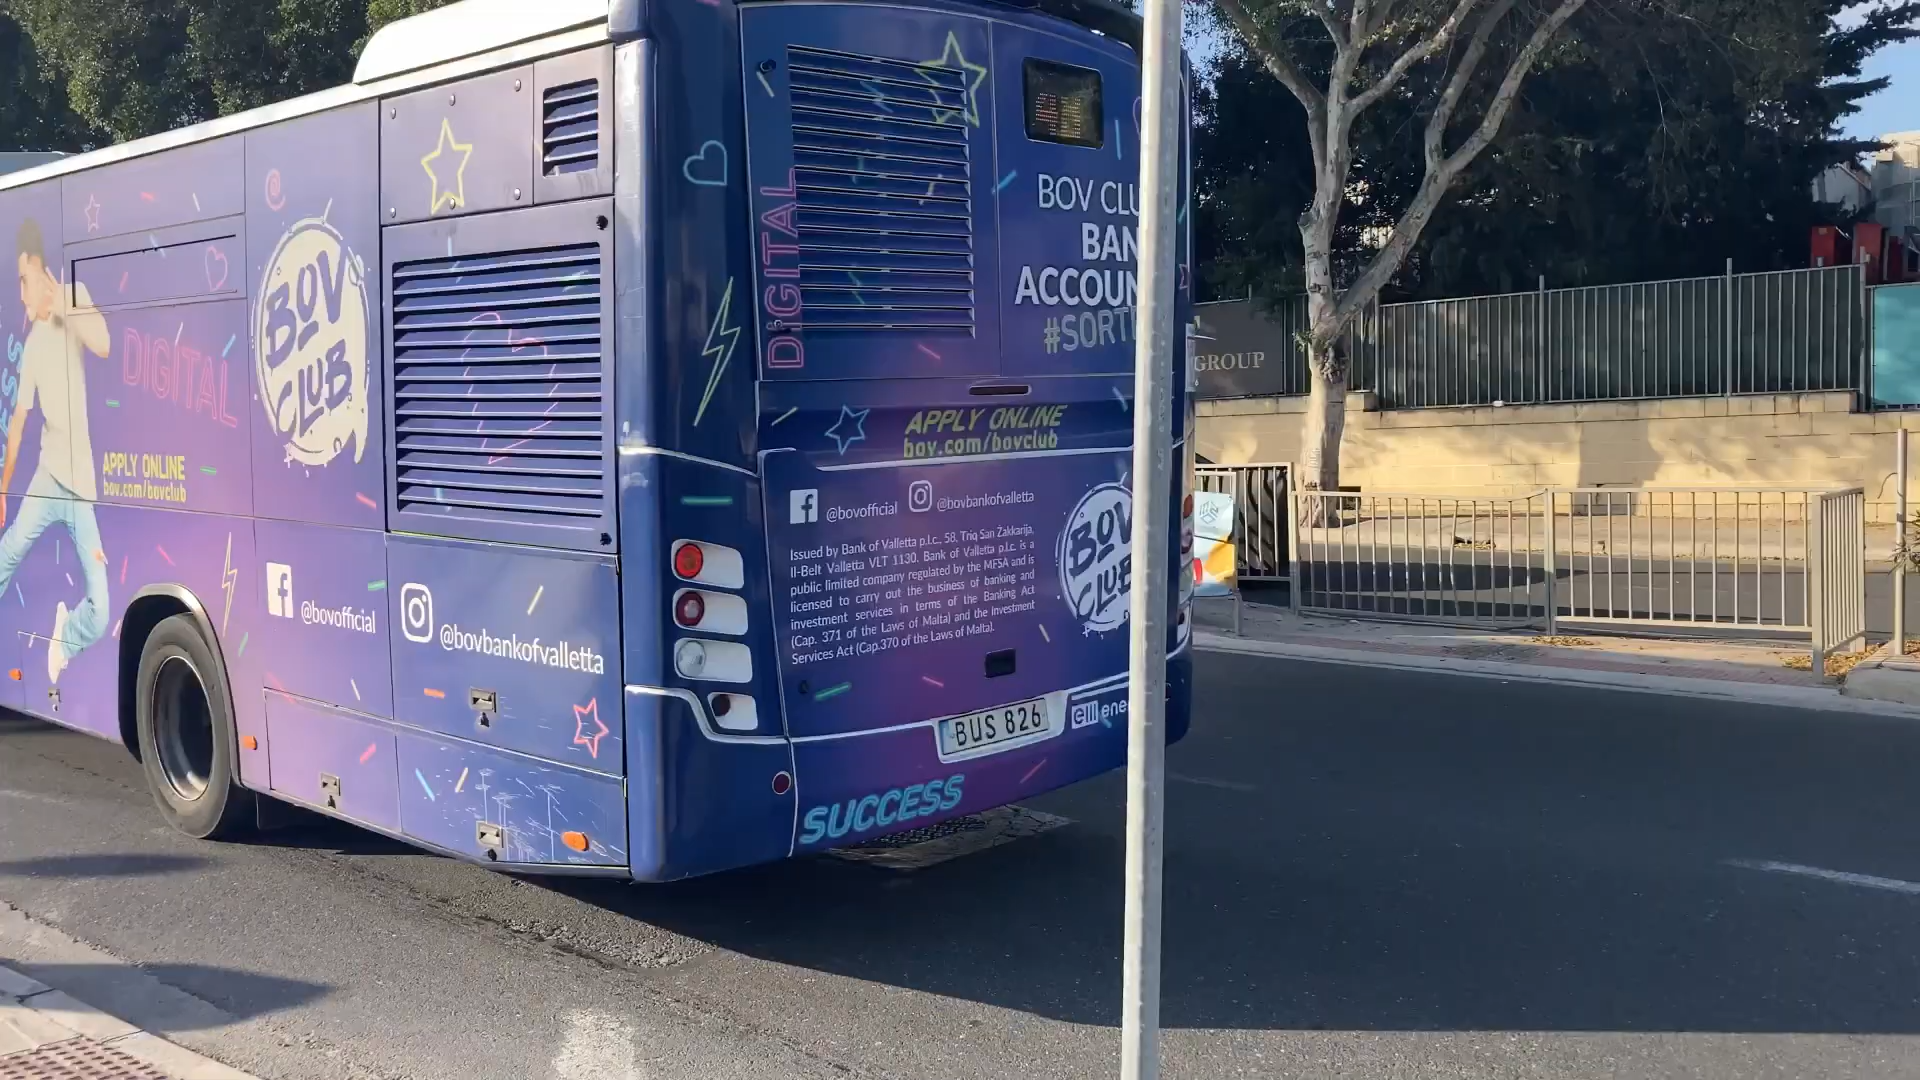 DIGITAL
BOV
CLUB
APPLY ONLINE
bov.com/bovclub
@bovofficial
@bovbankofvalletta
DIGITAL
BOV
BAN
ACCOUN
APPLY ONLINE
bov.com/bovclub
@bovofficial
@bovbankofvalletta
Issued by Bank of Valletta p.l.c., 58, Triq San Żakkarija,
Il-Belt Valletta VLT 1130. Bank of Valletta p.l.c. is a
public limited company regulated by the MFSA and is
licensed to carry out the business of banking and
investment services in terms of the Banking Act
(Cap. 371 of the Laws of Malta) and the Investment
Services Act (Cap.370 of the Laws of Malta).
BOV
CLUB
BUS 826
SUCCESS
GROUP